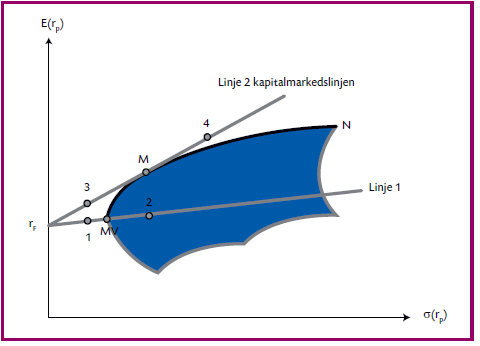 E(rp)
Linje 2 kapitalmarkedslinjen
4
N
M
3
Linje 1
2
rF
1
MV
σ(rp)